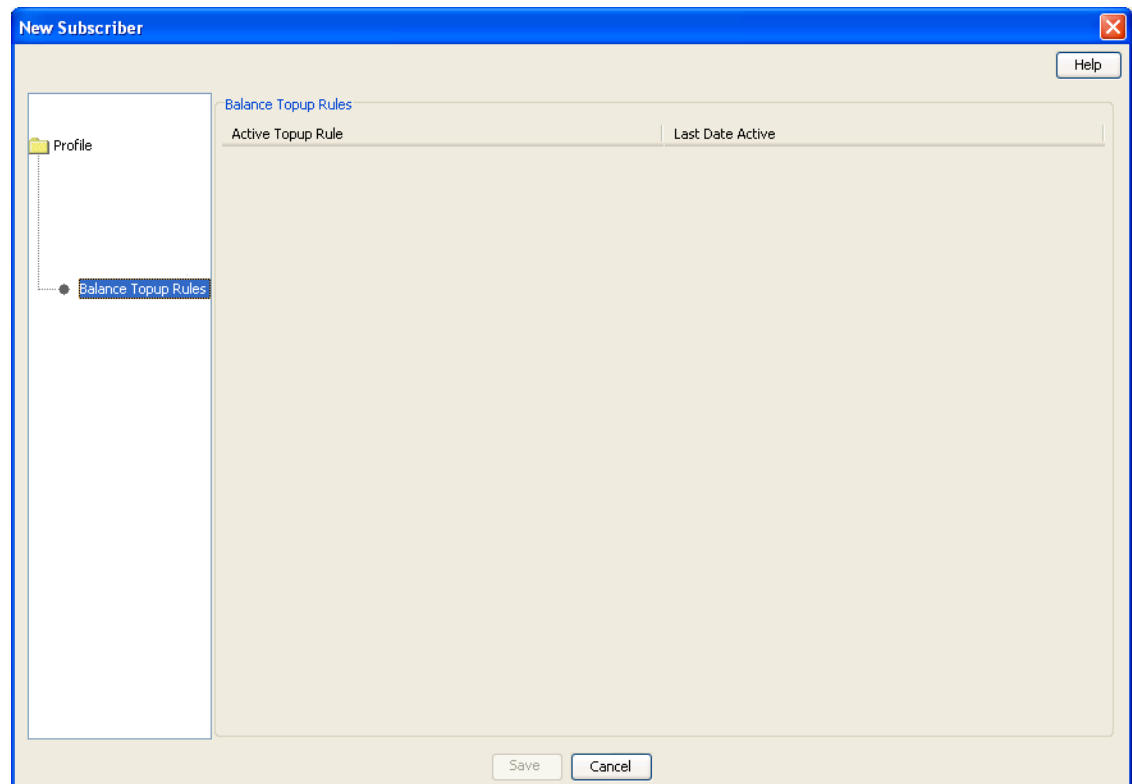 New Subscriber
Help
Balance Topup Rules
Active Topup Rule Last Date Active
Profile
Balance Topup Rules
Save Cancel